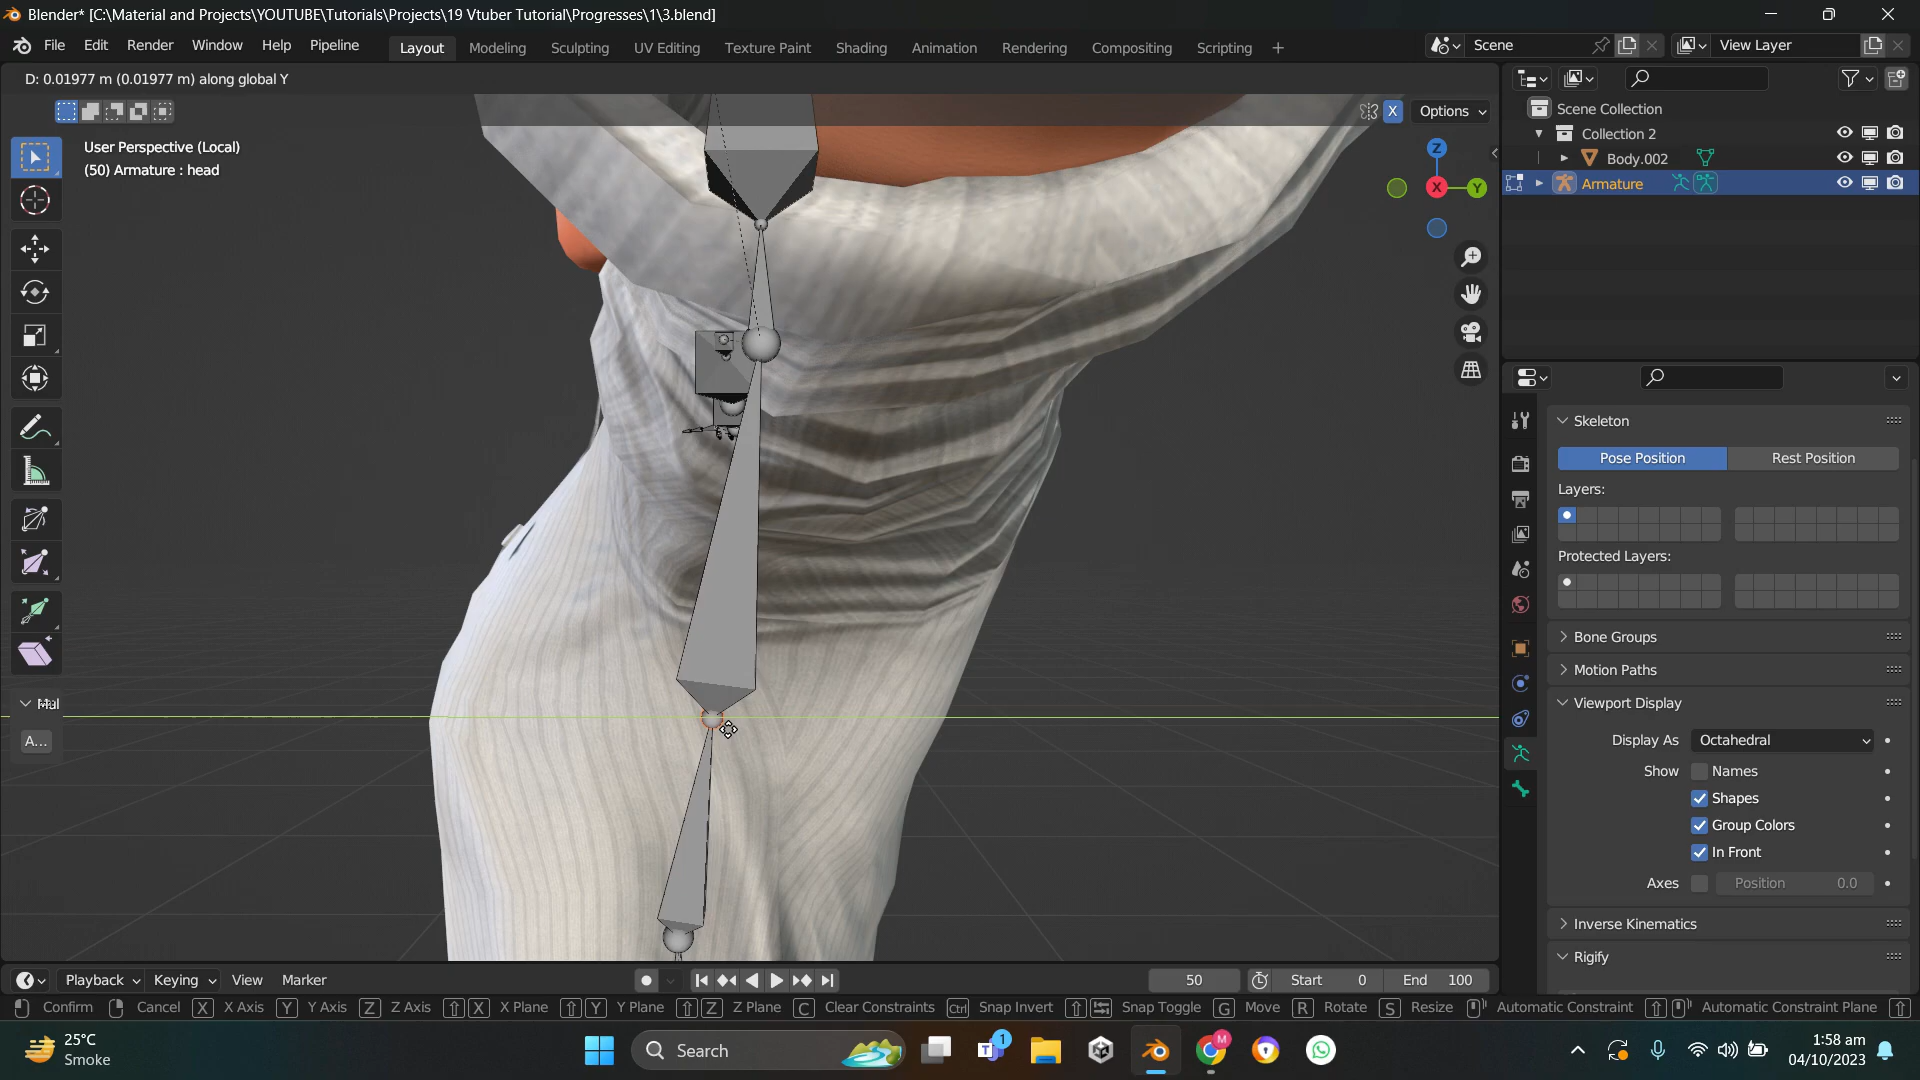 Blender* [C:\Material and Projects\YOUTUBE\Tutorials\Projects\19 Vtuber Tutorial\Progresses\1\3.blend]
File Edit Render Window Help Pipeline
Layout Modeling Sculpting UV Editing Texture Paint Shading Animation Rendering Compositing Scripting +
Scene
View Layer
D: 0.01977 m (0.01977 m) along global Y
X Options
User Perspective (Local)
(50) Armature : head
Z
X
Y
A...
Scene Collection
Collection 2
Body.002
Armature
Skeleton
Pose Position Rest Position
Layers:
Protected Layers:
Bone Groups
Motion Paths
Viewport Display
Display As Octahedral
Show Names
Shapes
Group Colors
In Front
Axes Position 0.0
Inverse Kinematics
Rigify
Playback Keying View Marker
50 Start 0 End 100
Confirm Cancel X X Axis Y Y Axis Z Z Axis X X Plane Y Y Plane Z Z Plane C Clear Constraints Ctrl Snap Invert Snap Toggle G Move R Rotate S Resize Automatic Constraint Automatic Constraint Plane
25°C
Smoke
Search
1
M
1:58 am
04/10/2023